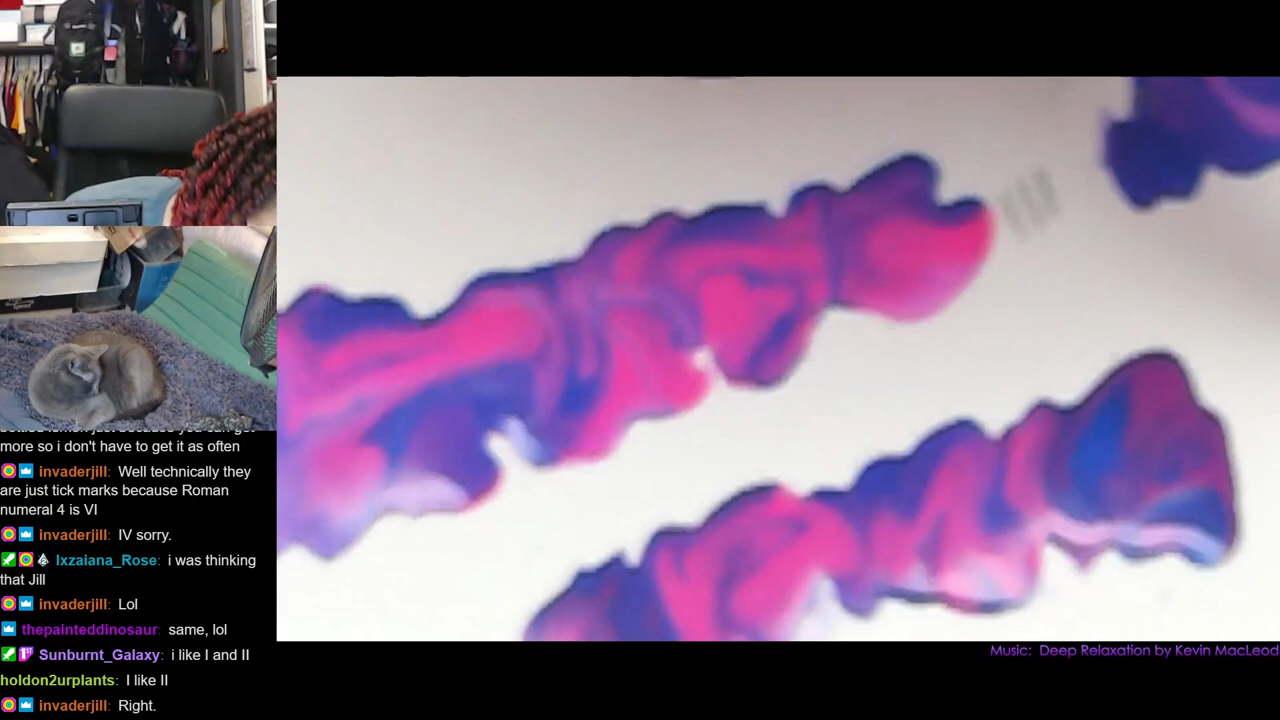 more so i don't have to get it as often
invaderjill: Well technically they
are just tick marks because Roman
numeral 4 is VI
invaderjill: IV sorry.
Ixzaiana_Rose: i was thinking
that Jill
invaderjill: Lol
thepainteddinosaur: same, lol
Sunburnt_Galaxy: i like I and II
holdon2urplants: I like II
invaderjill: Right.
III
Music: Deep Relaxation by Kevin MacLeod